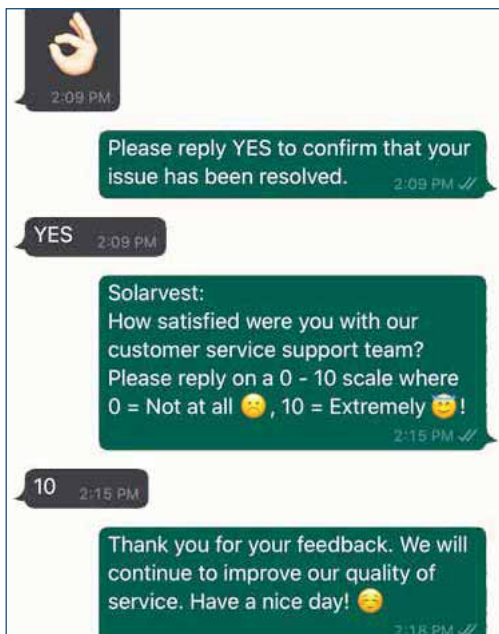 👌🏻
2:09 PM
Please reply YES to confirm that your
issue has been resolved.
2:09 PM
YES
2:09 PM
Solarvest:
How satisfied were you with our
customer service support team?
Please reply on a 0 - 10 scale where
0 = Not at all 🙁, 10 = Extremely 😇!
2:15 PM
10
2:15 PM
Thank you for your feedback. We will
continue to improve our quality of
service. Have a nice day! ☺️
2:18 PM